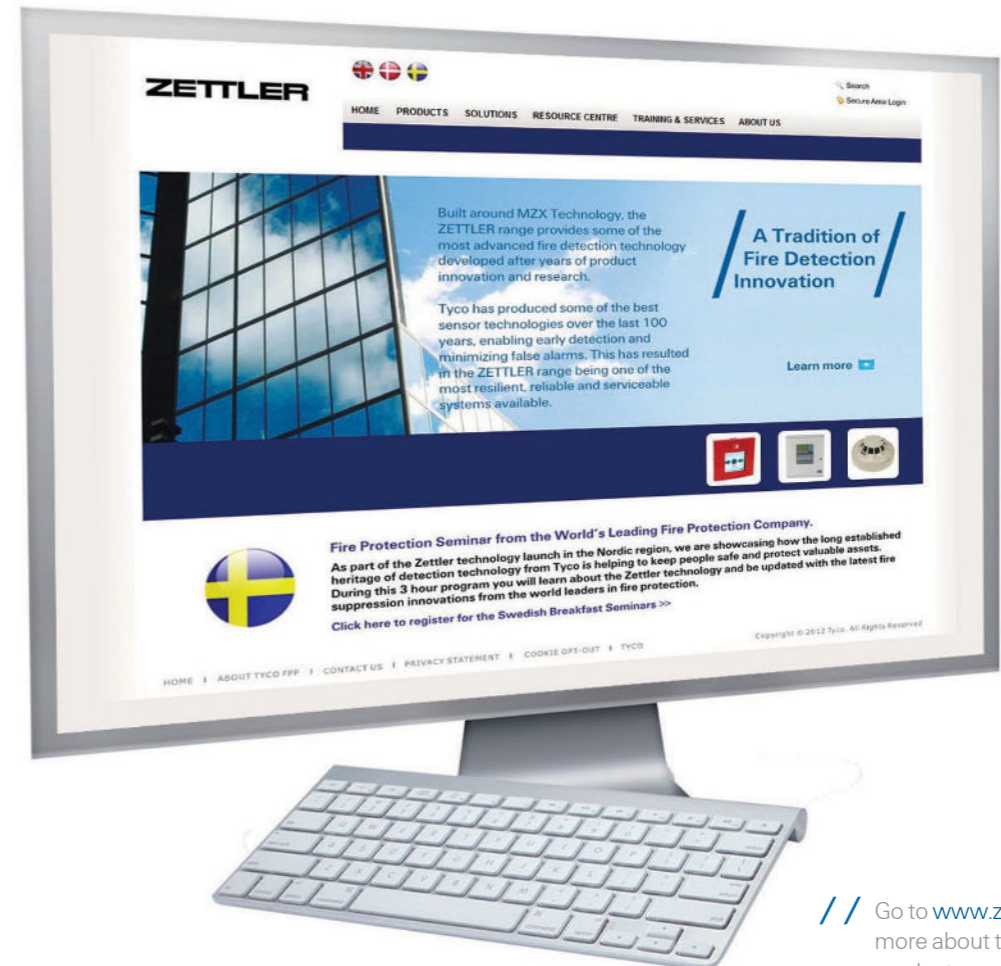 ZETTLER
Search
Secure Area Login
HOME PRODUCTS SOLUTIONS RESOURCE CENTRE TRAINING & SERVICES ABOUT US
Built around MZX Technology, the
ZETTLER range provides some of the
most advanced fire detection technology
developed after years of product
innovation and research.
Tyco has produced some of the best
sensor technologies over the last 100
years, enabling early detection and
minimizing false alarms. This has resulted
in the ZETTLER range being one of the
most resilient, reliable and serviceable
systems available.
A Tradition of
Fire Detection
Innovation
Learn more
Fire Protection Seminar from the World's Leading Fire Protection Company.
As part of the Zettler technology launch in the Nordic region, we are showcasing how the long established
heritage of detection technology from Tyco is helping to keep people safe and protect valuable assets.
During this 3 hour program you will learn about the Zettler technology and be updated with the latest fire
suppression innovations from the world leaders in fire protection.
Click here to register for the Swedish Breakfast Seminars >>
Copyright © 2012 Tyco. All Rights Reserved
HOME | ABOUT TYCO FPP | CONTACT US | PRIVACY STATEMENT | COOKIE OPT-OUT | TYCO
// Go to www.z
more about t